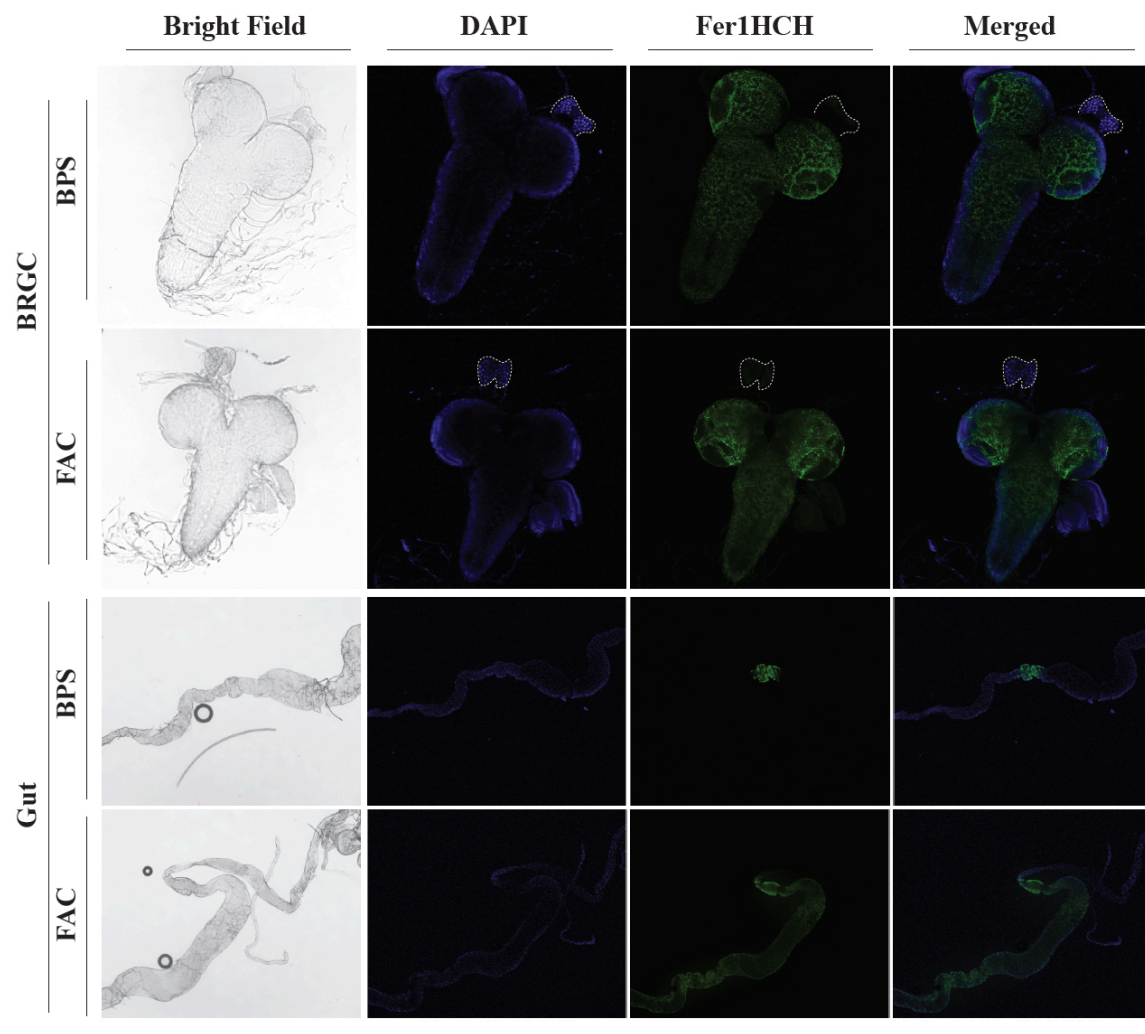 Bright Field
DAPI
Fer1HCH
Merged
BRGC
BPS
FAC
Gut
BPS
FAC